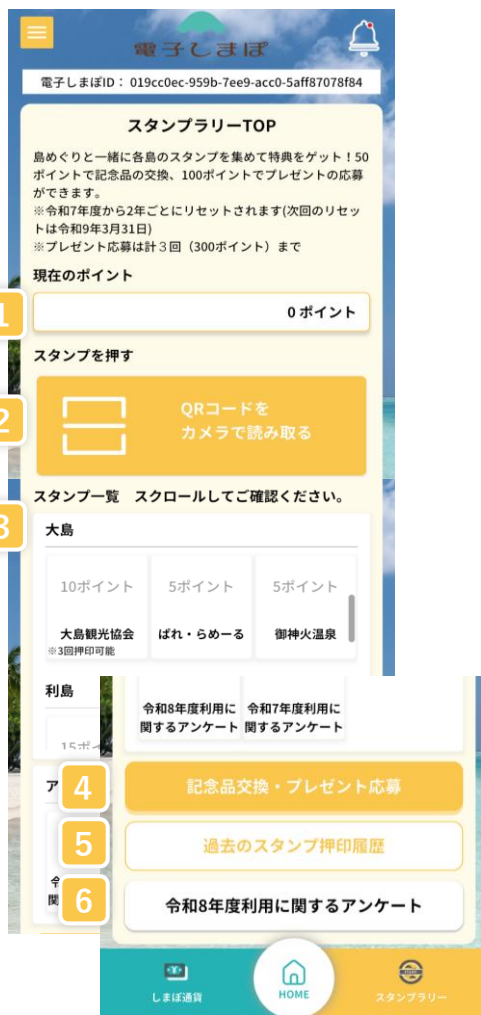 電子しまぽ
電子しまぽID： 019cc0ec-959b-7ee9-acc0-5aff87078f84
スタンプラリーTOP
島めぐりと一緒に各島のスタンプを集めて特典をゲット！50
ポイントで記念品の交換、100ポイントでプレゼントの応募
ができます。
※令和7年度から2年ごとにリセットされます(次回のリセッ
トは令和9年3月31日)
※プレゼント応募は計３回（300ポイント）まで
現在のポイント
1
0 ポイント
スタンプを押す
2
QRコードを
カメラで読み取る
スタンプ一覧　スクロールしてご確認ください。
3
大島
10ポイント　5ポイント　5ポイント
大島観光協会　ぱれ・らめーる　御神火温泉
※3回押印可能
利島
15ポイ
ア
令
関
令和8年度利用に　令和7年度利用に
関するアンケート　関するアンケート
4
記念品交換・プレゼント応募
5
過去のスタンプ押印履歴
6
令和8年度利用に関するアンケート
しまぽ通貨　HOME　スタンプラリー